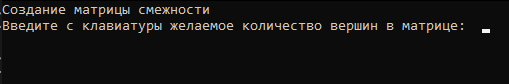 Создание матрицы смежности
Введите с клавиатуры желаемое количество вершин в матрице: